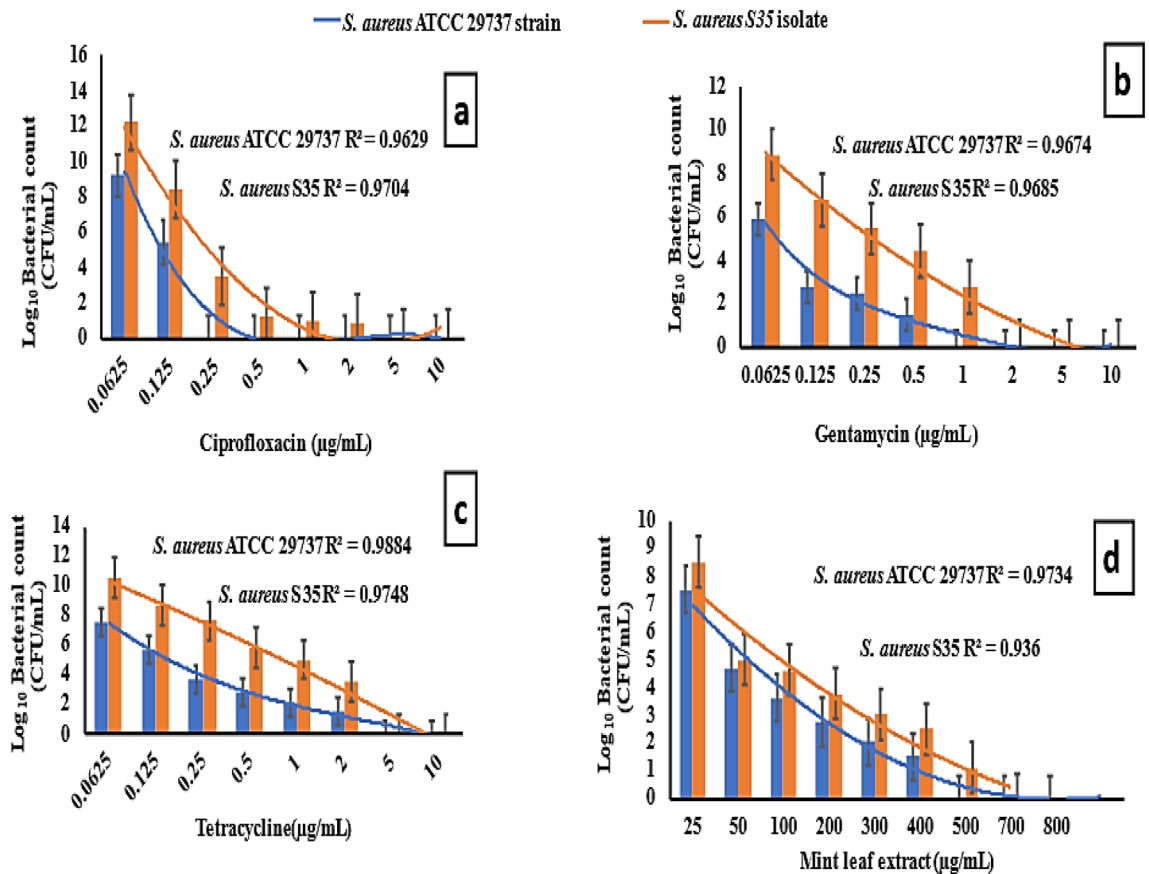 S. aureus ATCC 29737 strain
S. aureus S35 isolate
a
Log10 Bacterial count
(CFU/mL)
16
14
12
10
8
6
4
2
0
S. aureus ATCC 29737 R² = 0.9629
S. aureus S35 R² = 0.9704
0.0625 0.125 0.25 0.5 1 2 5 10
Ciprofloxacin (µg/mL)
b
Log10 Bacterial count
(CFU/mL)
12
10
8
6
4
2
0
S. aureus ATCC 29737 R² = 0.9674
S. aureus S35 R² = 0.9685
0.0625 0.125 0.25 0.5 1 2 5 10
Gentamycin (µg/mL)
c
Log10 Bacterial count
(CFU/mL)
14
12
10
8
6
4
2
0
S. aureus ATCC 29737 R² = 0.9884
S. aureus S35 R² = 0.9748
0.0625 0.125 0.25 0.5 1 2 5 10
Tetracycline(µg/mL)
d
Log10 Bacterial count
(CFU/mL)
10
9
8
7
6
5
4
3
2
1
0
S. aureus ATCC 29737 R² = 0.9734
S. aureus S35 R² = 0.936
25 50 100 200 300 400 500 700 800
Mint leaf extract (µg/mL)